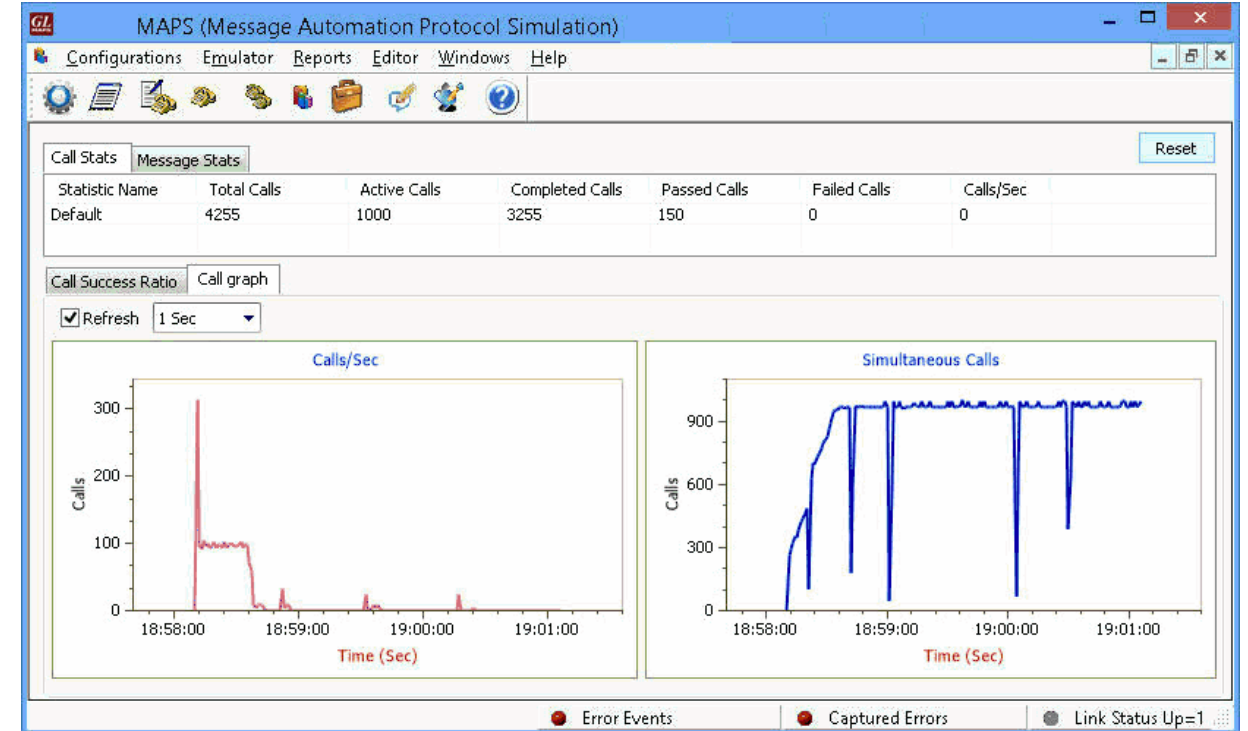 GL
MAPS
MAPS (Message Automation Protocol Simulation)
Configurations Emulator Reports Editor Windows Help
Reset
Call Stats Message Stats
Statistic Name Total Calls Active Calls Completed Calls Passed Calls Failed Calls Calls/Sec
Default 4255 1000 3255 150 0 0
Call Success Ratio Call graph
Refresh 1 Sec
Calls/Sec
300
200
100
0
Calls
18:58:00 18:59:00 19:00:00 19:01:00
Time (Sec)
Simultaneous Calls
900
600
300
0
Calls
18:58:00 18:59:00 19:00:00 19:01:00
Time (Sec)
Error Events Captured Errors Link Status Up=1